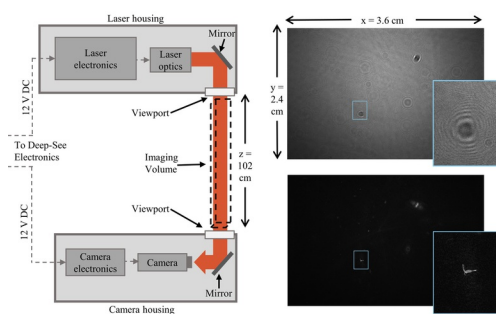 Laser housing
Mirror
Laser
electronics
Laser
optics
12 V DC
Viewport
To Deep-See
Electronics
Imaging
Volume
z =
102
cm
Viewport
12 V DC
Camera
electronics
Camera
Mirror
Camera housing
x = 3.6 cm
y =
2.4
cm